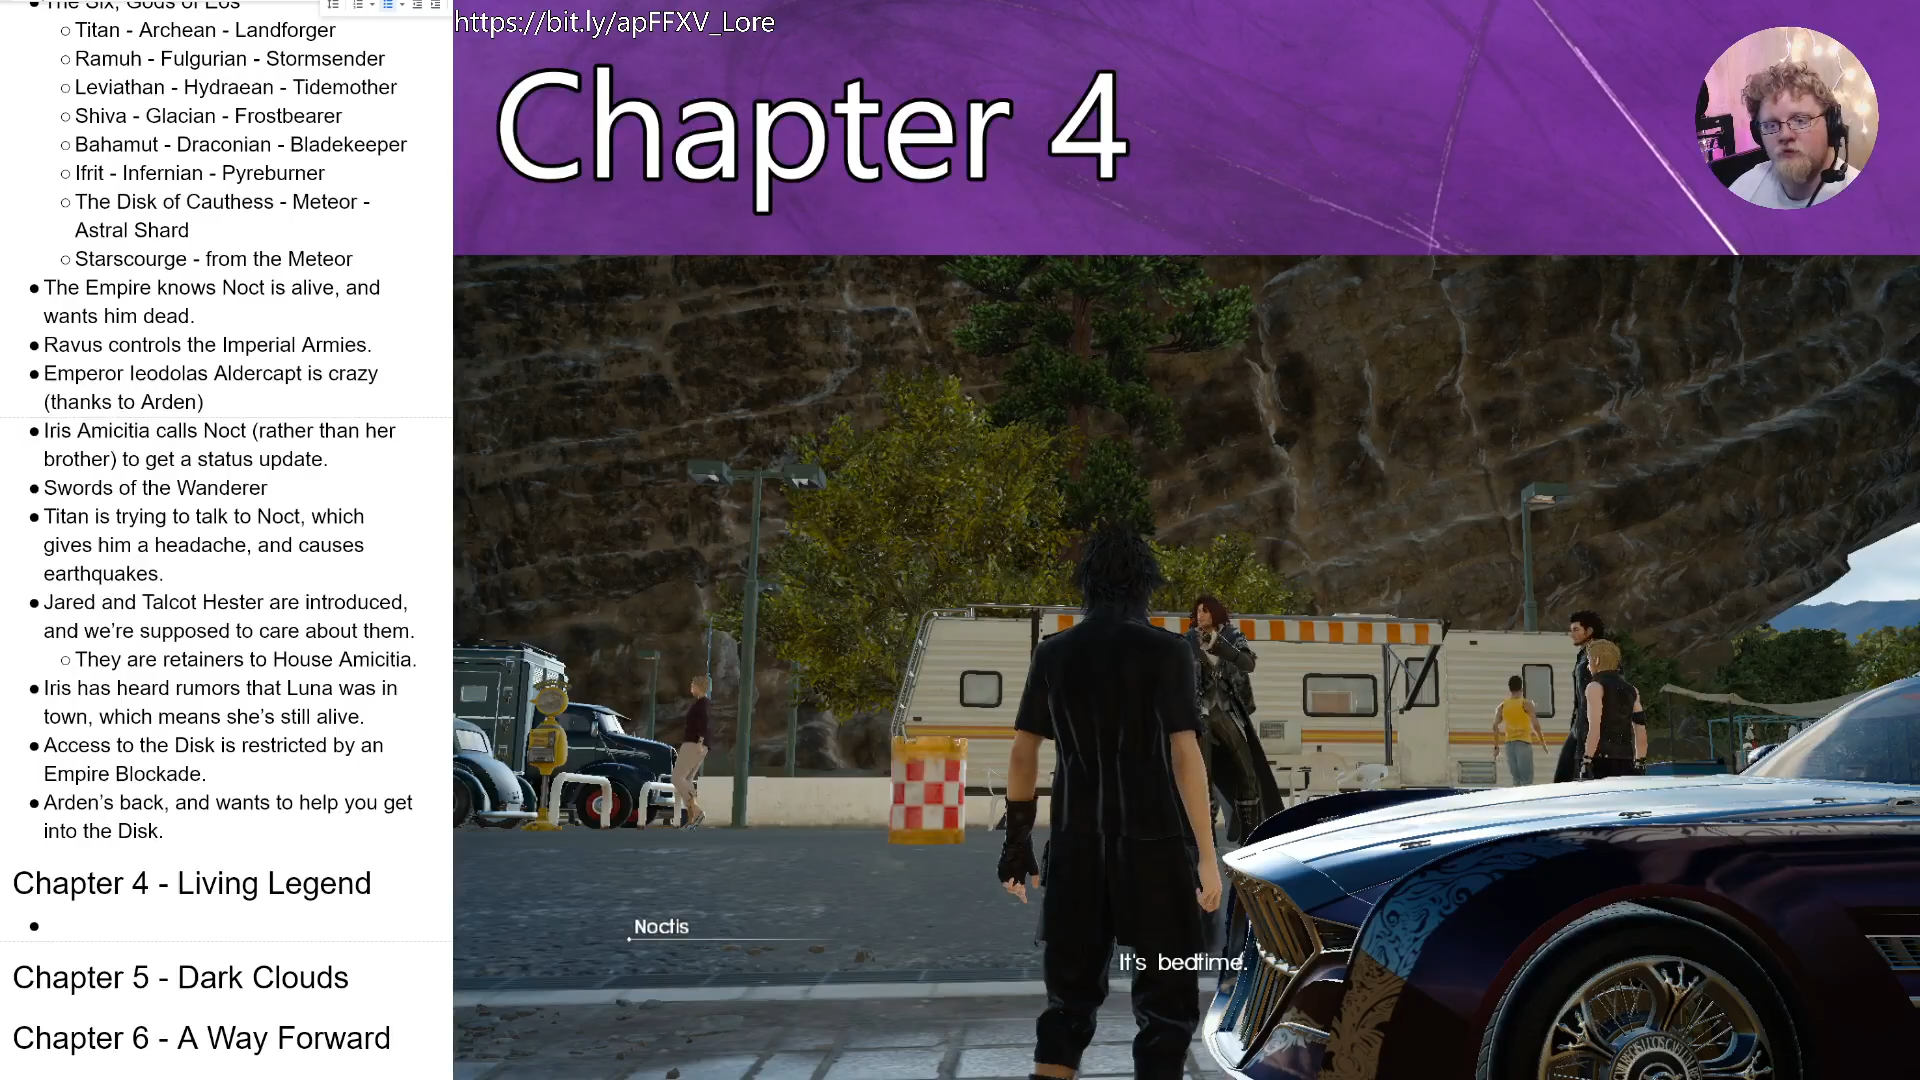 The Six, Gods of Eos
Titan - Archean - Landforger
Ramuh - Fulgurian - Stormsender
Leviathan - Hydraean - Tidemother
Shiva - Glacian - Frostbearer
Bahamut - Draconian - Bladekeeper
Ifrit - Infernian - Pyreburner
The Disk of Cauthess - Meteor -
Astral Shard
Starscourge - from the Meteor
The Empire knows Noct is alive, and
wants him dead.
Ravus controls the Imperial Armies.
Emperor Ieodolas Aldercapt is crazy
(thanks to Arden)
Iris Amicitia calls Noct (rather than her
brother) to get a status update.
Swords of the Wanderer
Titan is trying to talk to Noct, which
gives him a headache, and causes
earthquakes.
Jared and Talcot Hester are introduced,
and we're supposed to care about them.
They are retainers to House Amicitia.
Iris has heard rumors that Luna was in
town, which means she's still alive.
Access to the Disk is restricted by an
Empire Blockade.
Arden's back, and wants to help you get
into the Disk.
Chapter 4 - Living Legend
Chapter 5 - Dark Clouds
Chapter 6 - A Way Forward
https://bit.ly/apFFXV_Lore
Chapter 4
Noctis
It's bedtime.